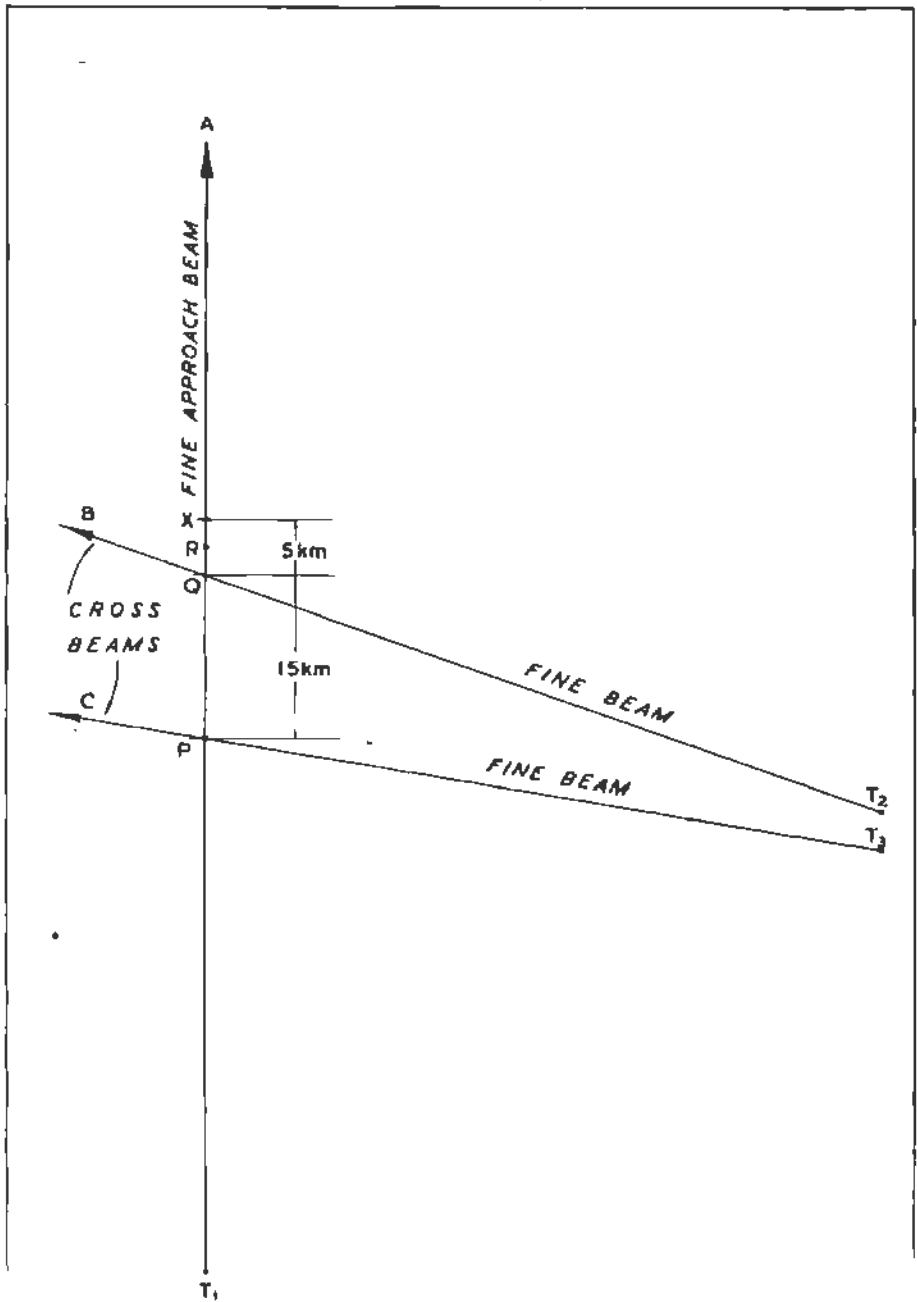 A
FINE APPROACH BEAM
X
B
R
5km
Q
CROSS
BEAMS
15km
FINE BEAM
C
P
FINE BEAM
T2
T3
T1